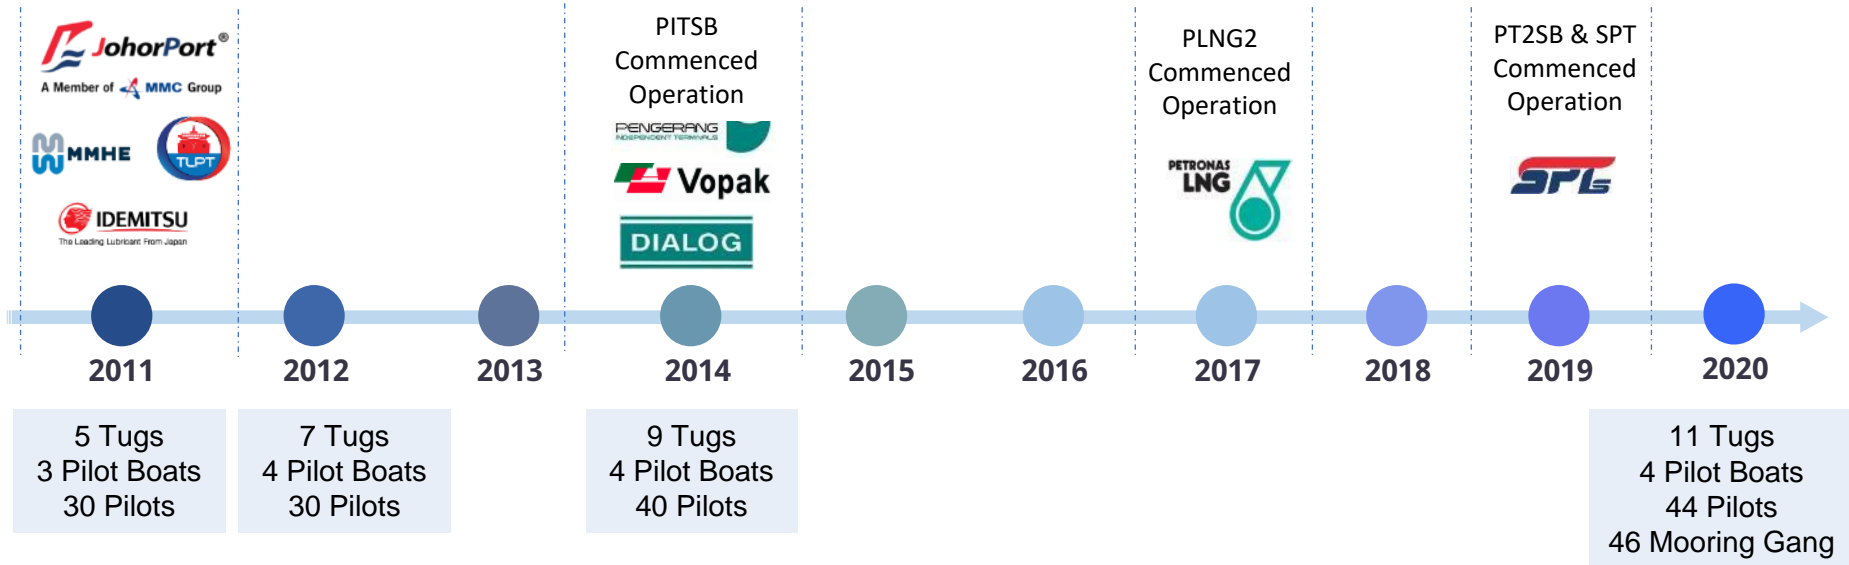 JohorPort®
A Member of MMC Group
MMHE
TLPT
IDEMITSU
The Leading Lubricant From Japan
PITSB
Commenced
Operation
PENGERANG
INDEPENDENT TERMINALS
Vopak
DIALOG
PLNG2
Commenced
Operation
PETRONAS
LNG
PT2SB & SPT
Commenced
Operation
2011
2012
2013
2014
2015
2016
2017
2018
2019
2020
5 Tugs
3 Pilot Boats
30 Pilots
7 Tugs
4 Pilot Boats
30 Pilots
9 Tugs
4 Pilot Boats
40 Pilots
11 Tugs
4 Pilot Boats
44 Pilots
46 Mooring Gang